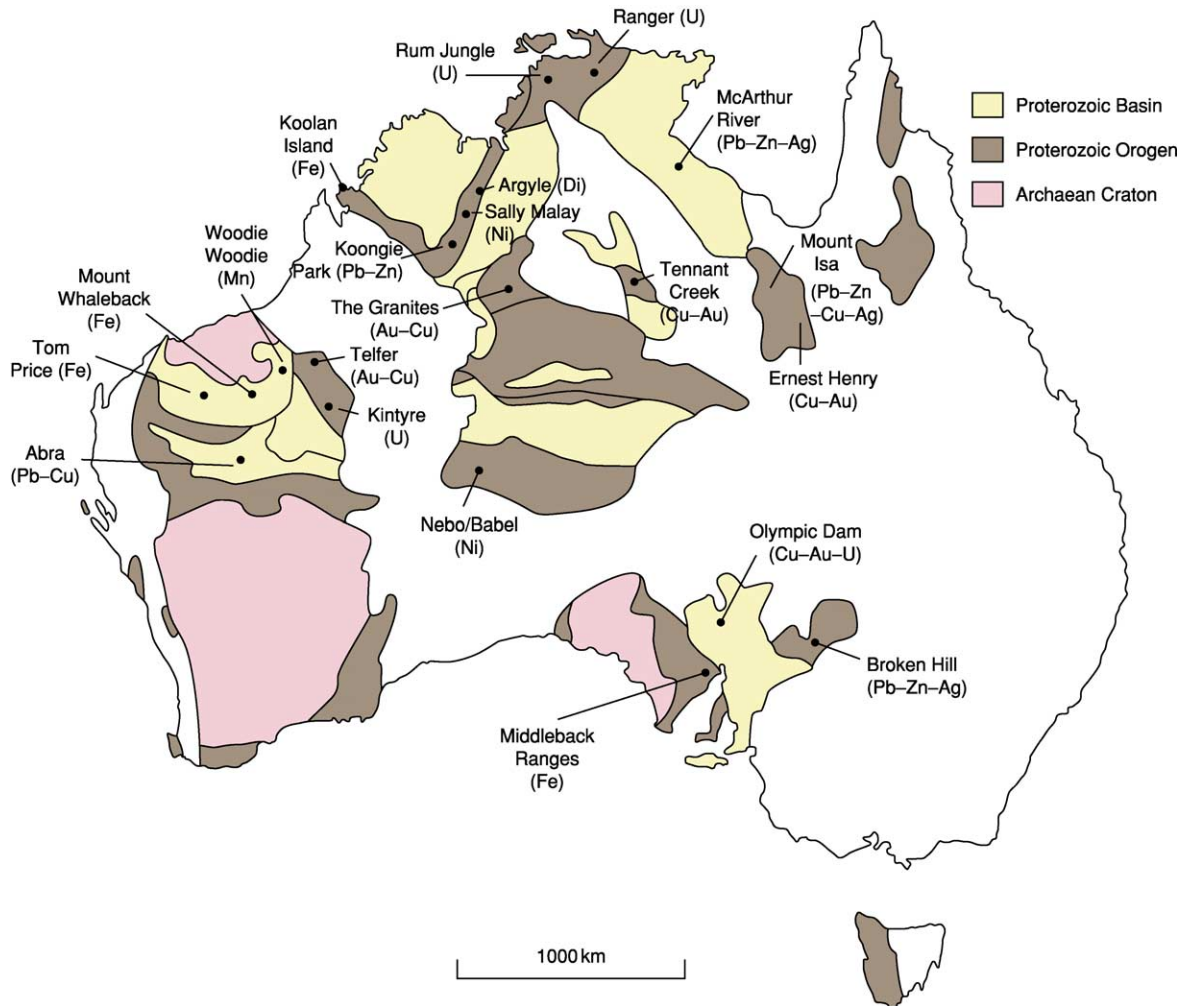 Ranger (U)
Rum Jungle
(U)
McArthur
River
(Pb–Zn–Ag)
Proterozoic Basin
Proterozoic Orogen
Archaean Craton
Koolan
Island
(Fe)
Argyle (Di)
Sally Malay
(Ni)
Koongie
Park (Pb–Zn)
Woodie
Woodie
(Mn)
Mount
Whaleback
(Fe)
Tom
Price (Fe)
The Granites
(Au–Cu)
Tennant
Creek
(Cu–Au)
Mount
Isa
(Pb–Zn
–Cu–Ag)
Telfer
(Au–Cu)
Ernest Henry
(Cu–Au)
Kintyre
(U)
Abra
(Pb–Cu)
Nebo/Babel
(Ni)
Olympic Dam
(Cu–Au–U)
Broken Hill
(Pb–Zn–Ag)
Middleback
Ranges
(Fe)
1000 km